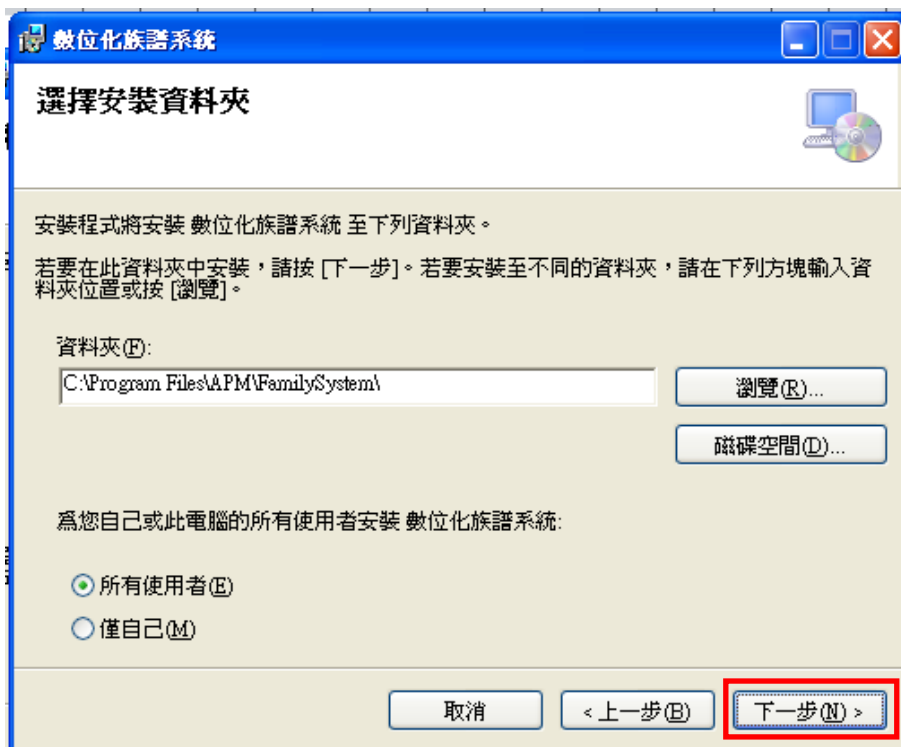 數位化族譜系統
選擇安裝資料夾
安裝程式將安裝 數位化族譜系統 至下列資料夾。
若要在此資料夾中安裝，請按 [下一步]。若要安裝至不同的資料夾，請在下列方塊輸入資
料夾位置或按 [瀏覽]。
資料夾(F):
C:\Program Files\APM\FamilySystem\
瀏覽(R)...
磁碟空間(D)...
為您自己或此電腦的所有使用者安裝 數位化族譜系統:
所有使用者(E)
僅自己(M)
取消
< 上一步(B)
下一步(N) >